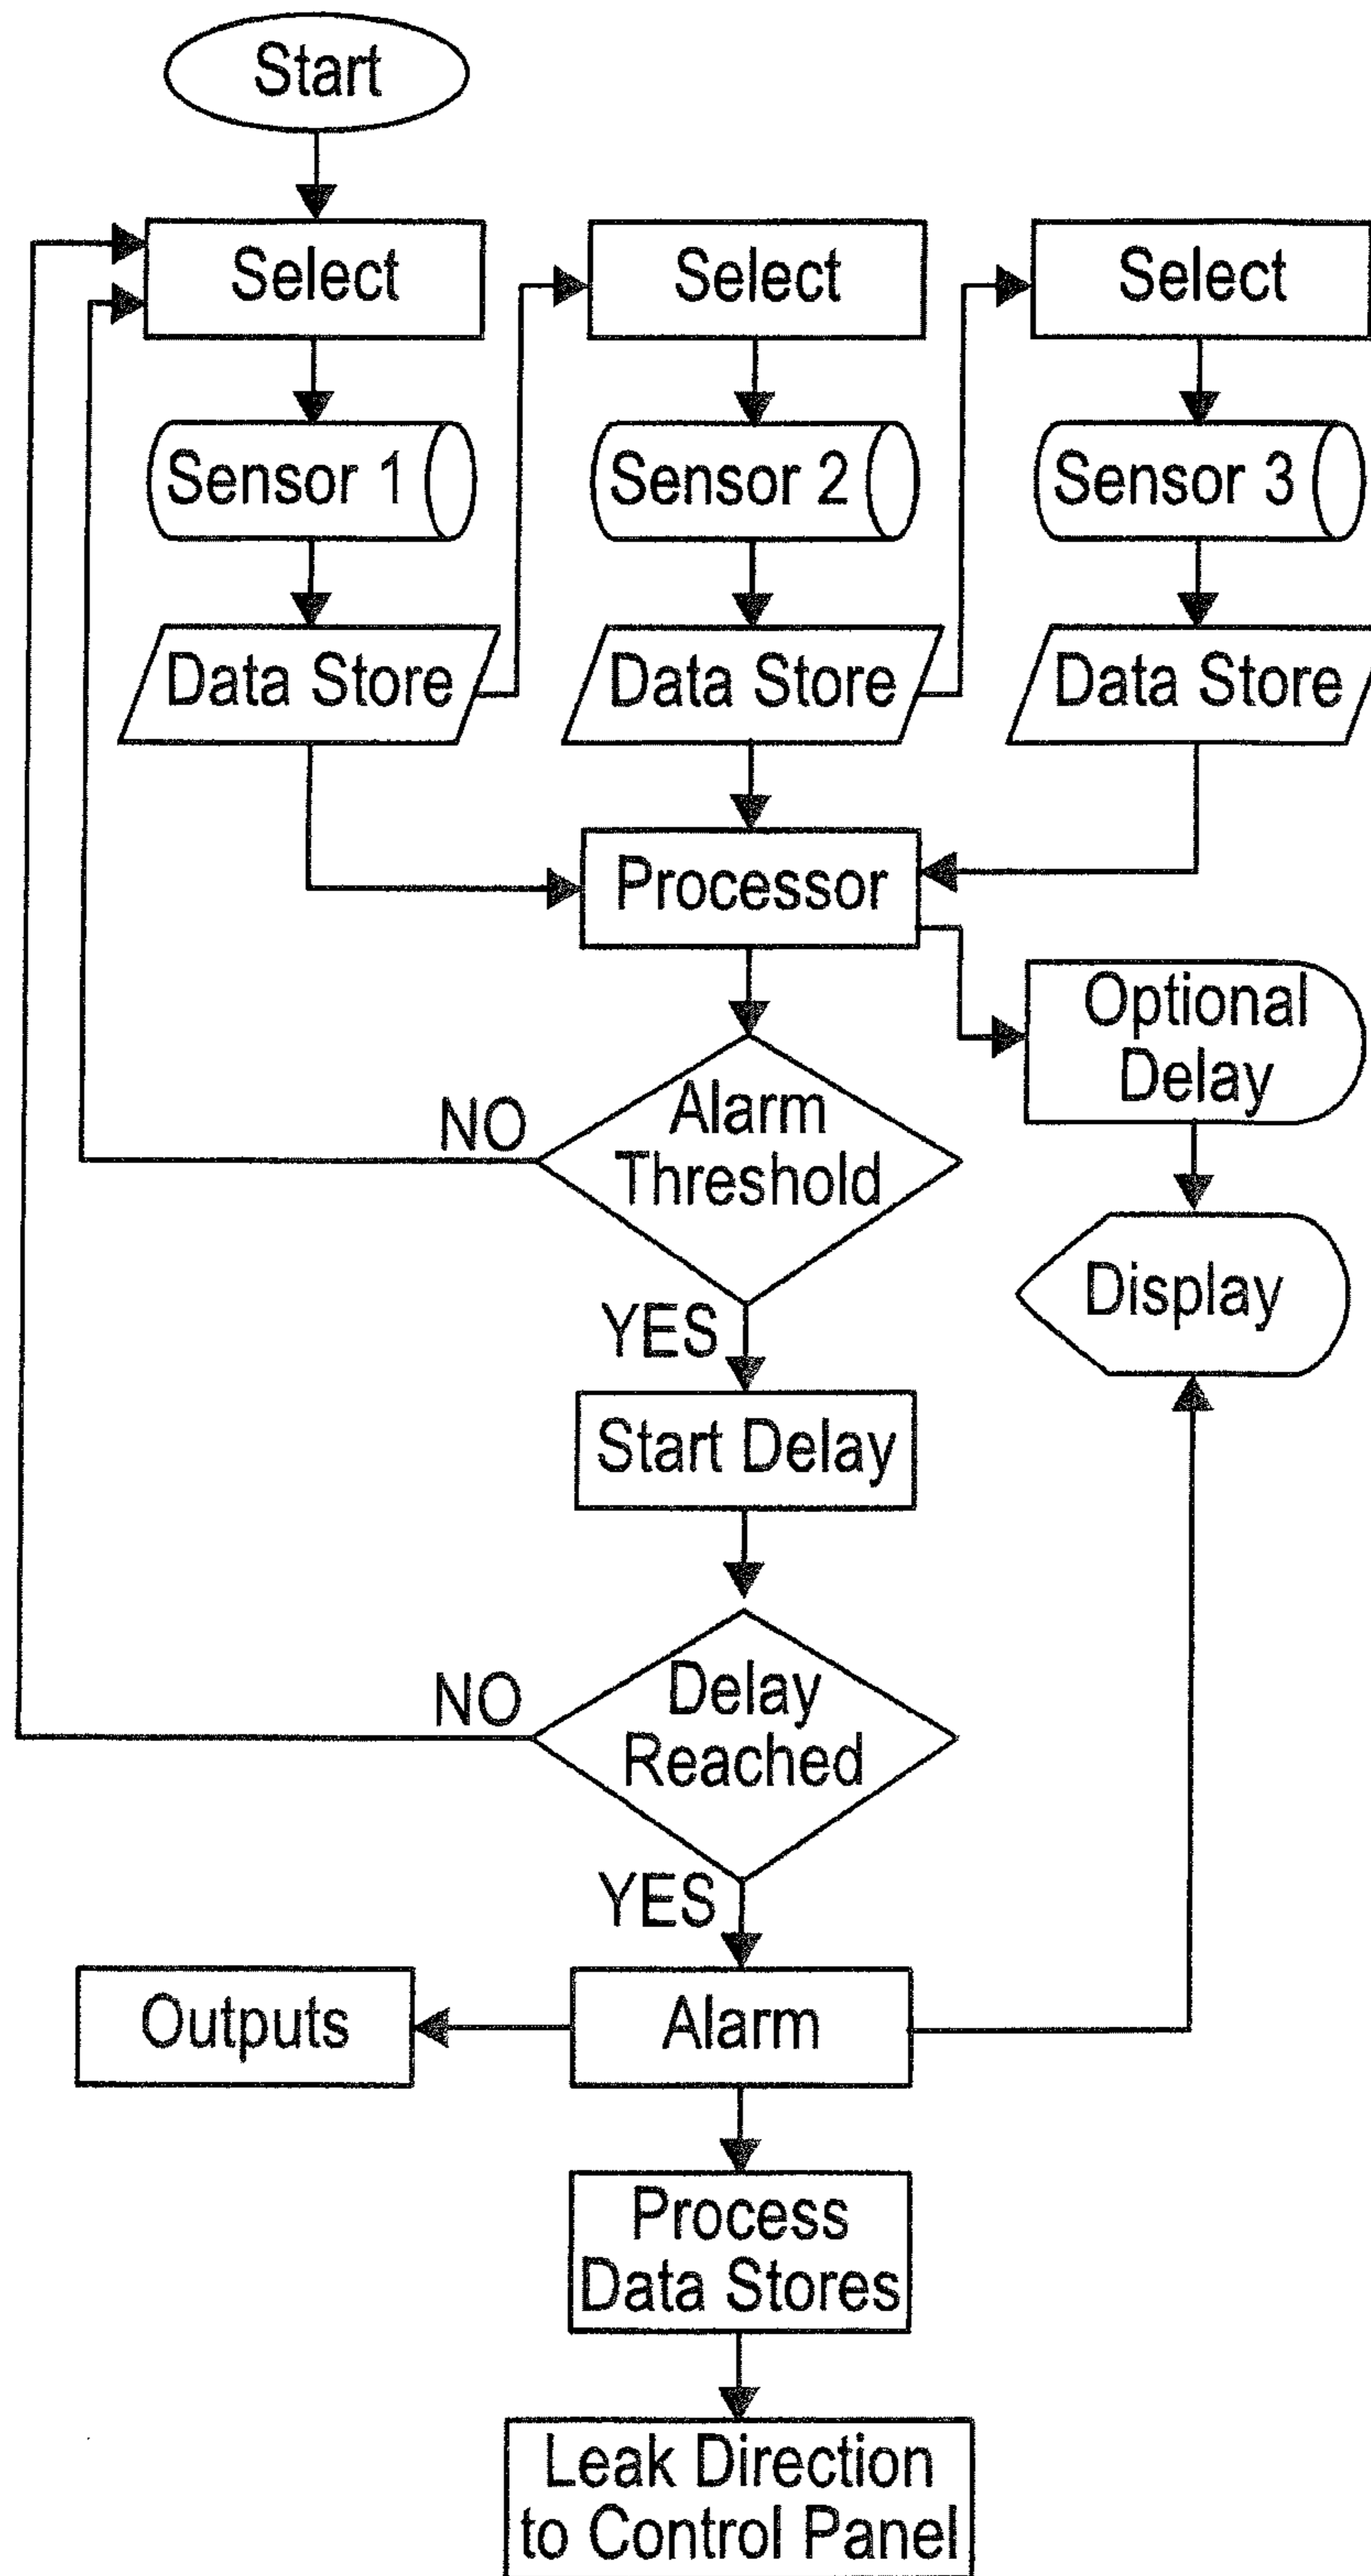 Start
Select
Select
Select
Sensor 1
Sensor 2
Sensor 3
Data Store
Data Store
Data Store
Processor
Optional
Delay
NO
Alarm
Threshold
Display
YES
Start Delay
NO
Delay
Reached
YES
Outputs
Alarm
Process
Data Stores
Leak Direction
to Control Panel